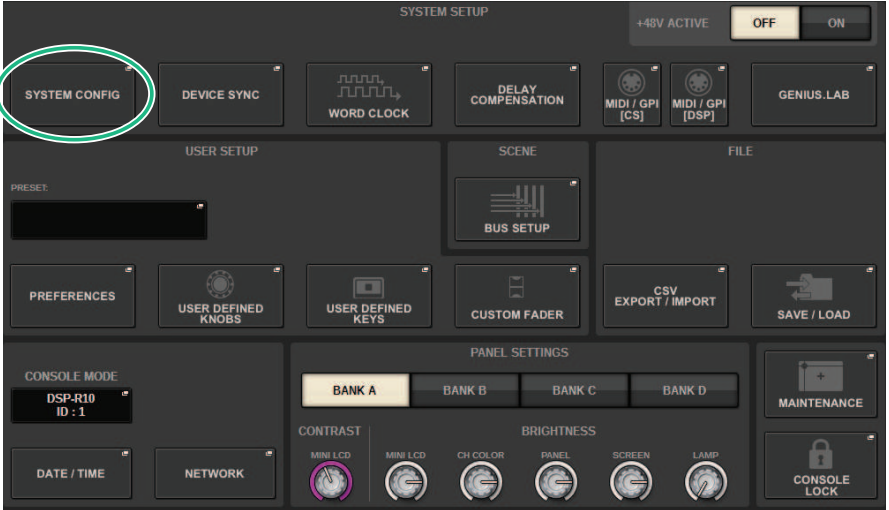 SYSTEM SETUP
+48V ACTIVE
OFF
ON
SYSTEM CONFIG
DEVICE SYNC
WORD CLOCK
DELAY
COMPENSATION
MIDI / GPI
[CS]
MIDI / GPI
[DSP]
GENIUS.LAB
USER SETUP
SCENE
FILE
PRESET:
BUS SETUP
PREFERENCES
USER DEFINED
KNOBS
USER DEFINED
KEYS
CUSTOM FADER
CSV
EXPORT / IMPORT
SAVE / LOAD
CONSOLE MODE
DSP-R10
ID : 1
PANEL SETTINGS
BANK A
BANK B
BANK C
BANK D
MAINTENANCE
CONTRAST
BRIGHTNESS
MINI LCD
MINI LCD
CH COLOR
PANEL
SCREEN
LAMP
DATE / TIME
NETWORK
CONSOLE
LOCK